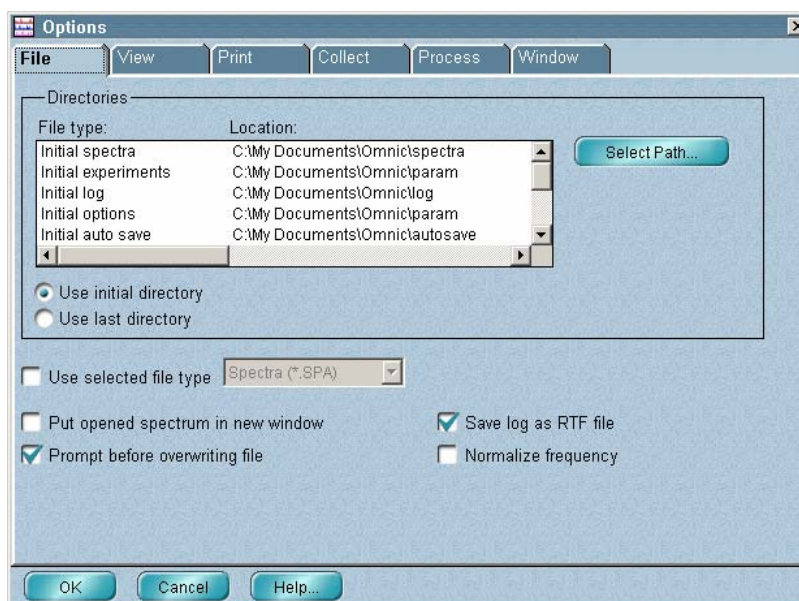 Options
File View Print Collect Process Window
Directories
File type: Location:
Initial spectra C:\My Documents\Omnic\spectra
Initial experiments C:\My Documents\Omnic\param
Initial log C:\My Documents\Omnic\log
Initial options C:\My Documents\Omnic\param
Initial auto save C:\My Documents\Omnic\autosave
Select Path...
Use initial directory
Use last directory
Use selected file type Spectra (*.SPA)
Put opened spectrum in new window Save log as RTF file
Prompt before overwriting file Normalize frequency
OK Cancel Help...